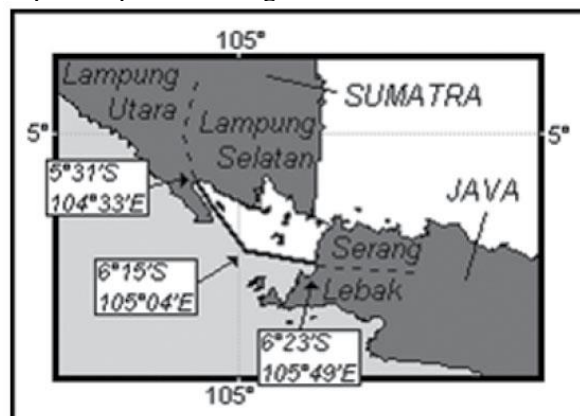 105°
Lampung
Utara
SUMATRA
5°
5°
Lampung
Selatan
5°31'S
104°33'E
JAVA
Serang
6°15'S
105°04'E
Lebak
6°23'S
105°49'E
105°